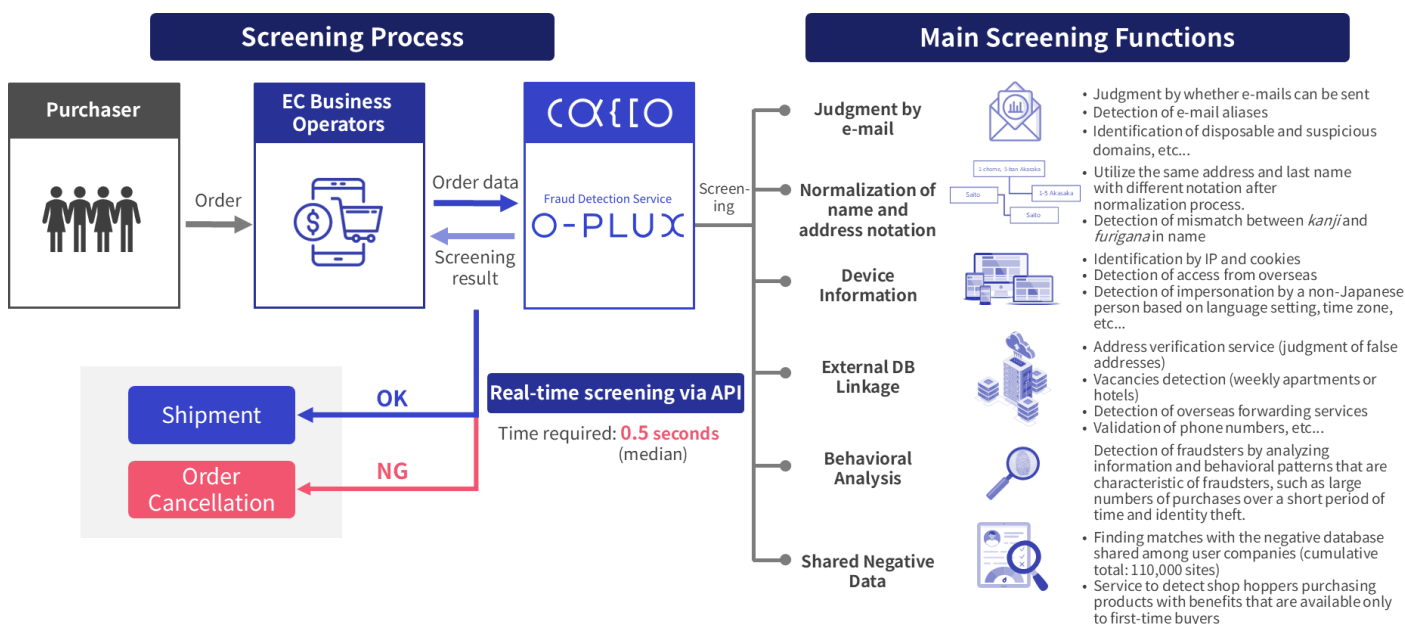 Screening Process
Purchaser
Order
EC Business
Operators
Order data
Screening
result
CACCO
Fraud Detection Service
O-PLUX
Screen-
ing
OK
Shipment
NG
Order
Cancellation
Real-time screening via API
Time required: 0.5 seconds
(median)
Main Screening Functions
Judgment by
e-mail
• Judgment by whether e-mails can be sent
• Detection of e-mail aliases
• Identification of disposable and suspicious
domains, etc...
Normalization of
name and
address notation
1 chome, 5 ban Akasaka
Saito
1-5 Akasaka
Saito
• Utilize the same address and last name
with different notation after
normalization process.
• Detection of mismatch between kanji and
furigana in name
Device
Information
• Identification by IP and cookies
• Detection of access from overseas
• Detection of impersonation by a non-Japanese
person based on language setting, time zone,
etc...
External DB
Linkage
• Address verification service (judgment of false
addresses)
• Vacancies detection (weekly apartments or
hotels)
• Detection of overseas forwarding services
• Validation of phone numbers, etc...
Behavioral
Analysis
Detection of fraudsters by analyzing
information and behavioral patterns that are
characteristic of fraudsters, such as large
numbers of purchases over a short period of
time and identity theft.
Shared Negative
Data
• Finding matches with the negative database
shared among user companies (cumulative
total: 110,000 sites)
• Service to detect shop hoppers purchasing
products with benefits that are available only
to first-time buyers